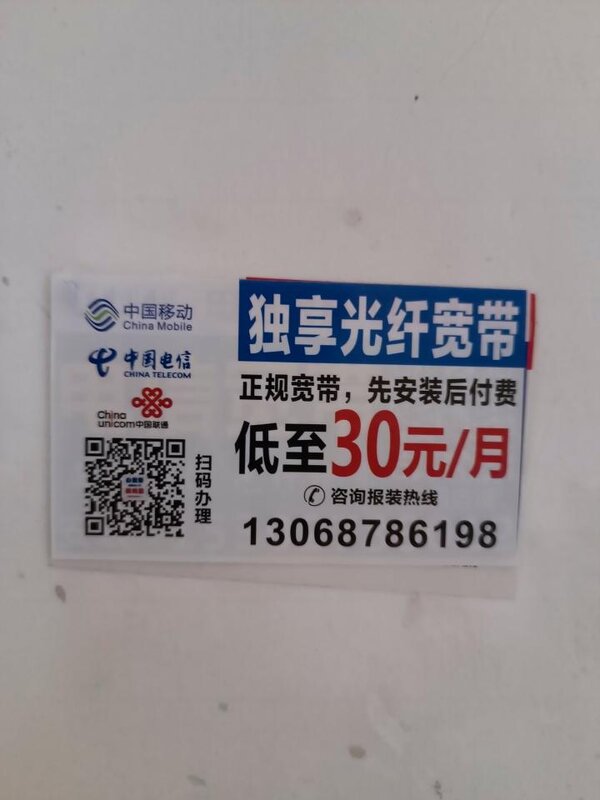 中国移动
China Mobile
中国电信
CHINA TELECOM
China
unicom中国联通
扫码办理
独享光纤宽带
正规宽带，先安装后付费
低至30元/月
咨询报装热线
13068786198